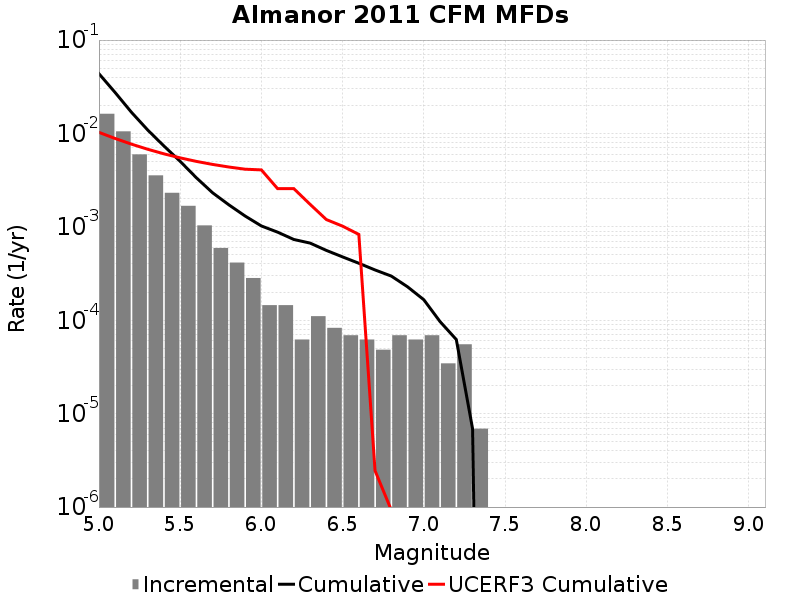 Almanor 2011 CFM MFDs
10-1
10-2
10-3
10-4
10-5
10-6
Rate (1/yr)
5.0 5.5 6.0 6.5 7.0 7.5 8.0 8.5 9.0
Magnitude
Incremental Cumulative UCERF3 Cumulative